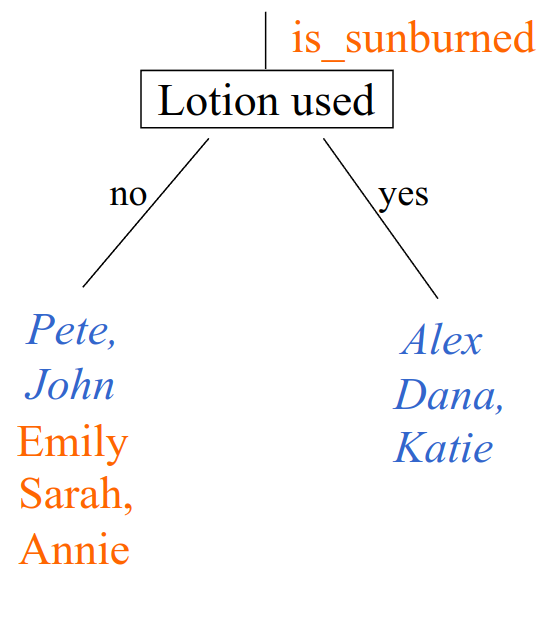 is_sunburned
Lotion used
no
yes
Pete,
John
Emily
Sarah,
Annie
Alex
Dana,
Katie